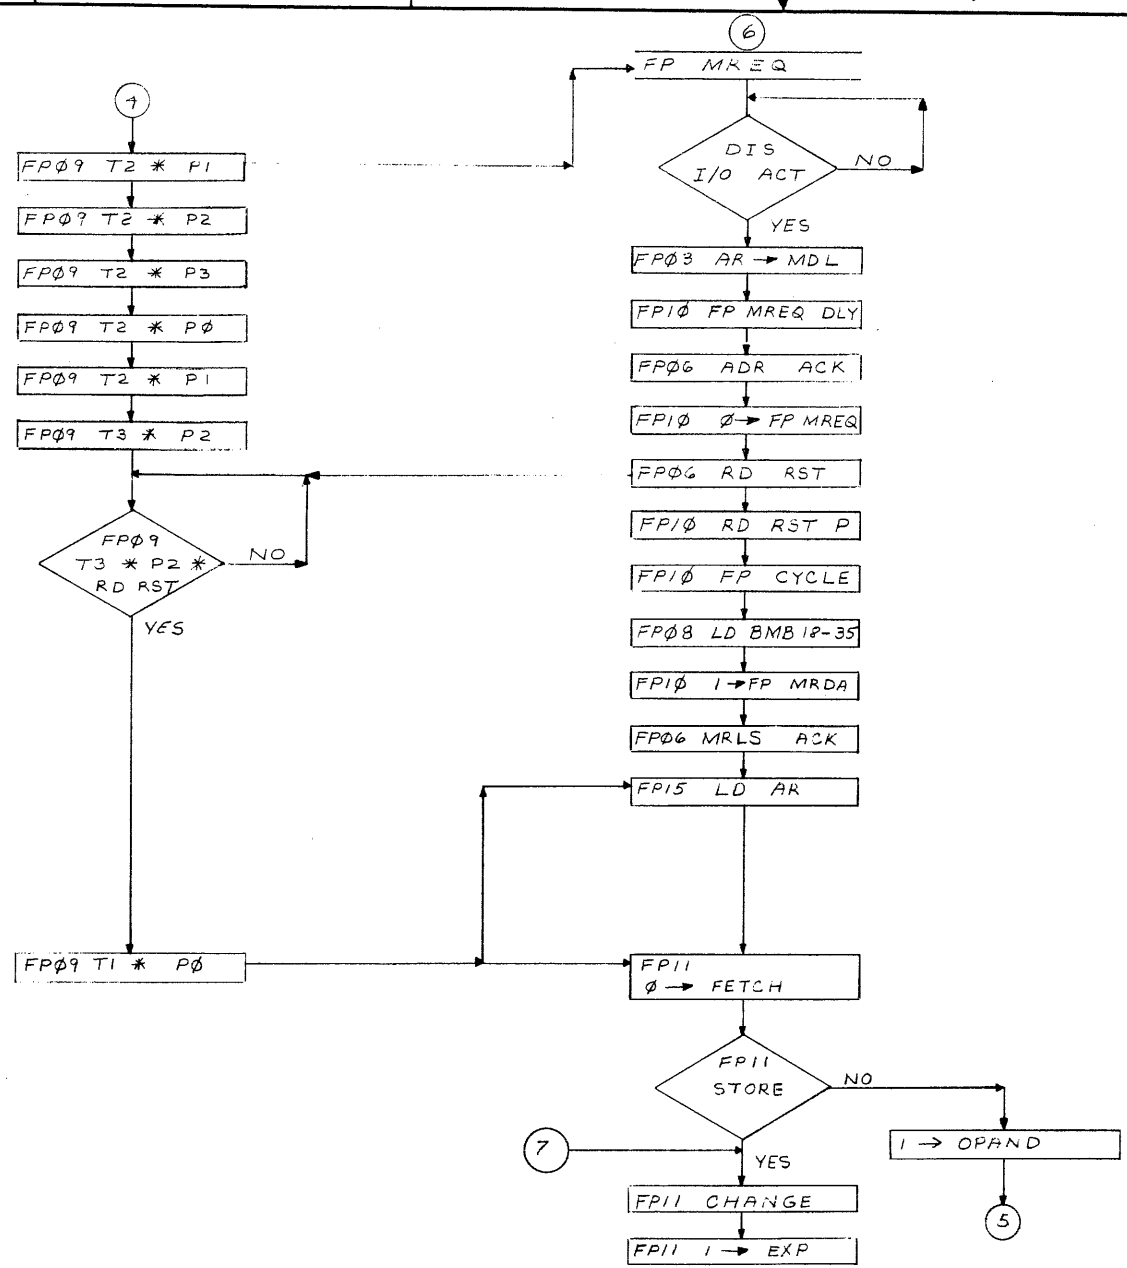 4
FPØ9 T2 * P1
FPØ9 T2 * P2
FPØ9 T2 * P3
FPØ9 T2 * PØ
FPØ9 T2 * P1
FPØ9 T3 * P2
FPØ9
T3 * P2 *
RD RST
NO
YES
FPØ9 T1 * PØ
6
FP MREQ
DIS
I/O ACT
NO
YES
FPØ3 AR → MDL
FP1Ø FP MREQ DLY
FPØ6 ADR ACK
FP1Ø Ø → FP MREQ
FPØ6 RD RST
FP1Ø RD RST P
FP1Ø FP CYCLE
FPØ8 LD BMB 18-35
FP1Ø 1 → FP MRDA
FPØ6 MRLS ACK
FP15 LD AR
FP11
Ø → FETCH
FP11
STORE
NO
1 → OPAND
5
7
YES
FP11 CHANGE
FP11 1 → EXP